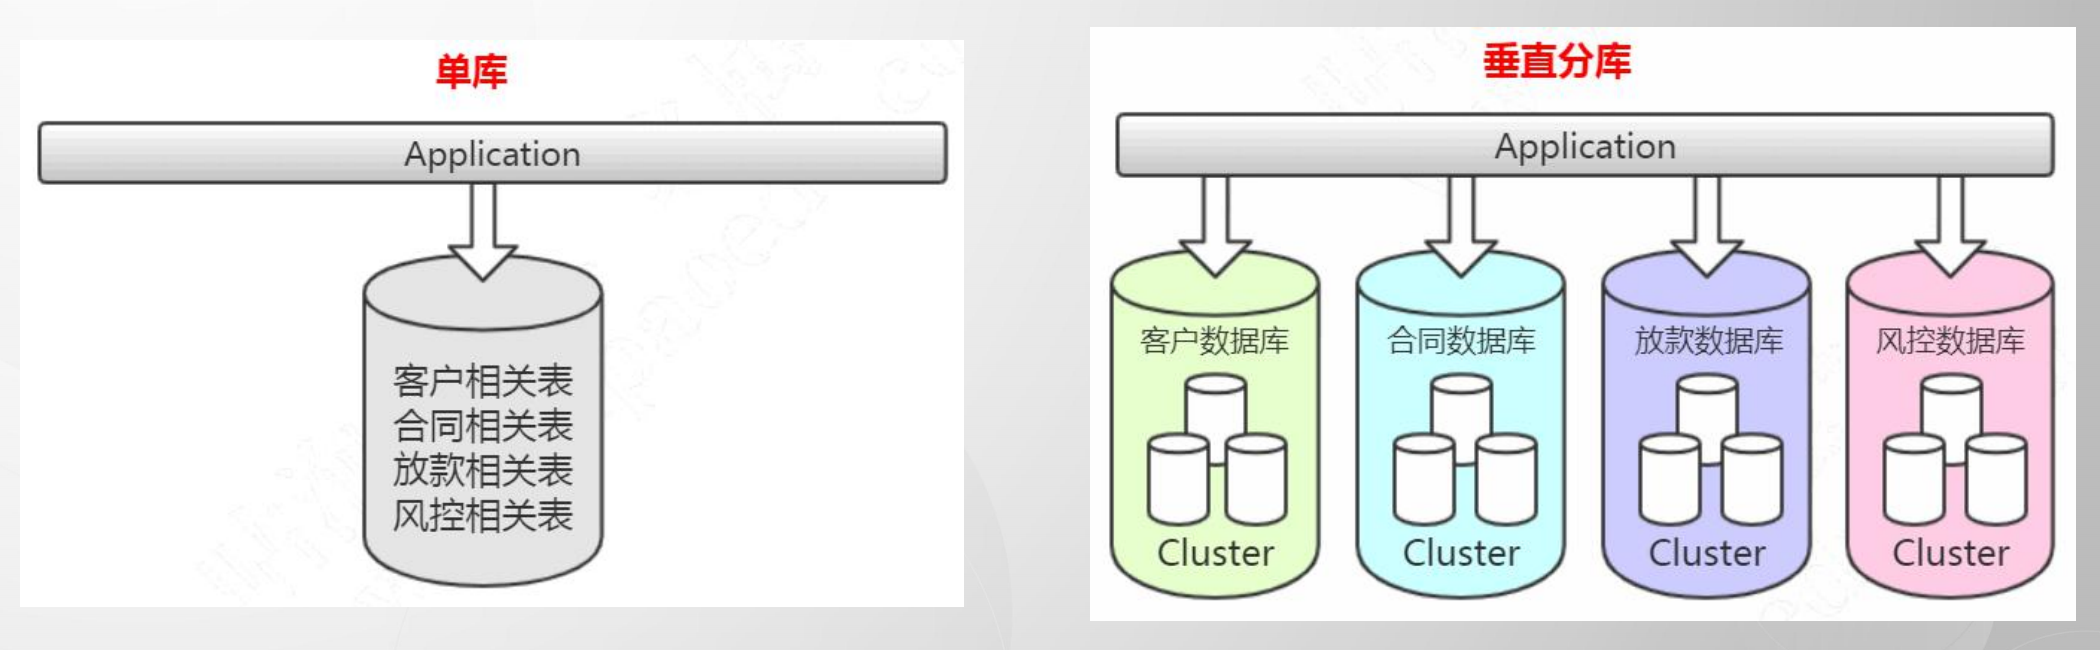 单库
Application
客户相关表
合同相关表
放款相关表
风控相关表
垂直分库
Application
客户数据库
合同数据库
放款数据库
风控数据库
Cluster
Cluster
Cluster
Cluster